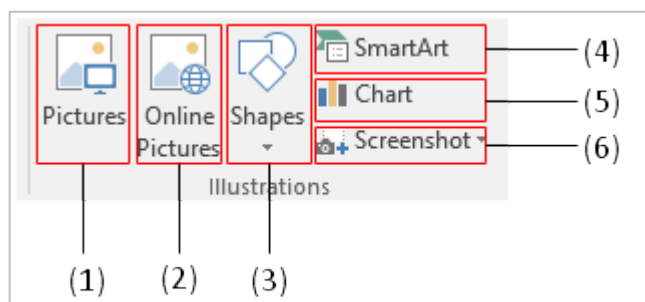 SmartArt (4)
Chart (5)
Pictures Online Shapes
Pictures
Screenshot (6)
Illustrations
(1) (2) (3)